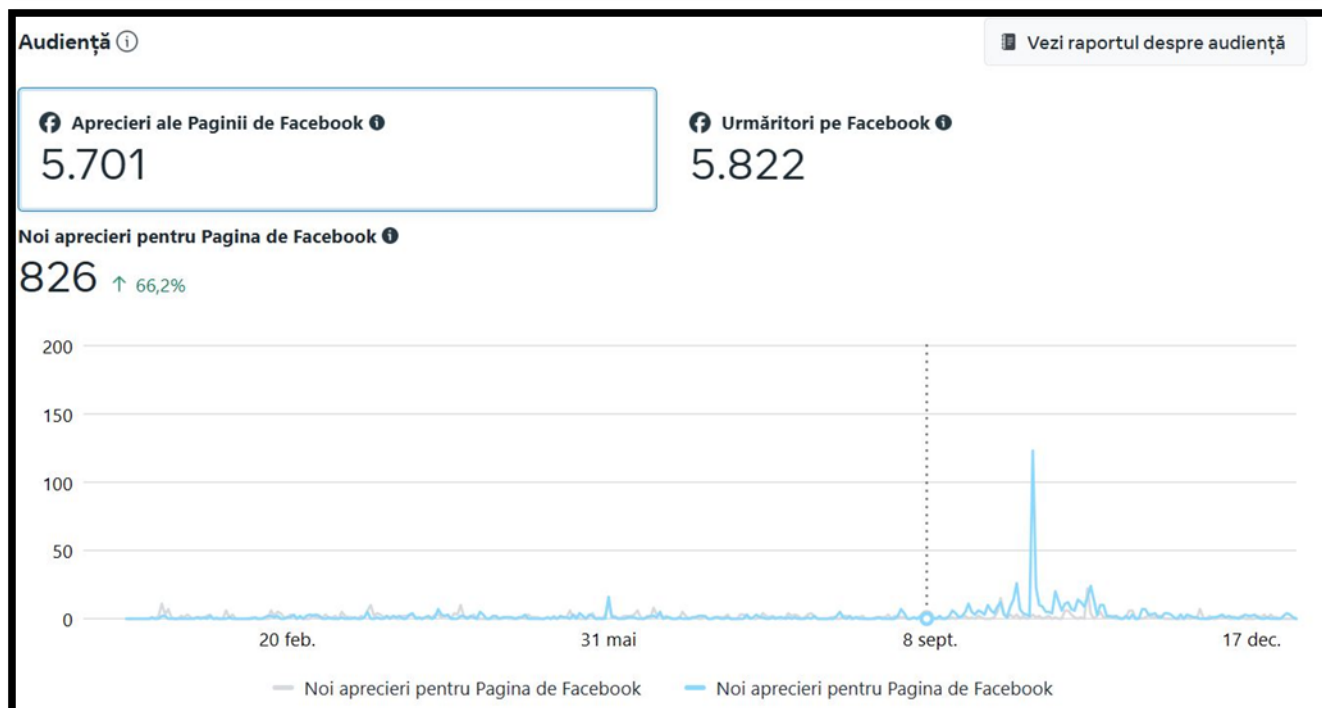 Audiență
Vezi raportul despre audiență
Aprecieri ale Paginii de Facebook
5.701
Urmăritori pe Facebook
5.822
Noi aprecieri pentru Pagina de Facebook
826 ↑ 66,2%
200
150
100
50
0
20 feb. 31 mai 8 sept. 17 dec.
Noi aprecieri pentru Pagina de Facebook Noi aprecieri pentru Pagina de Facebook